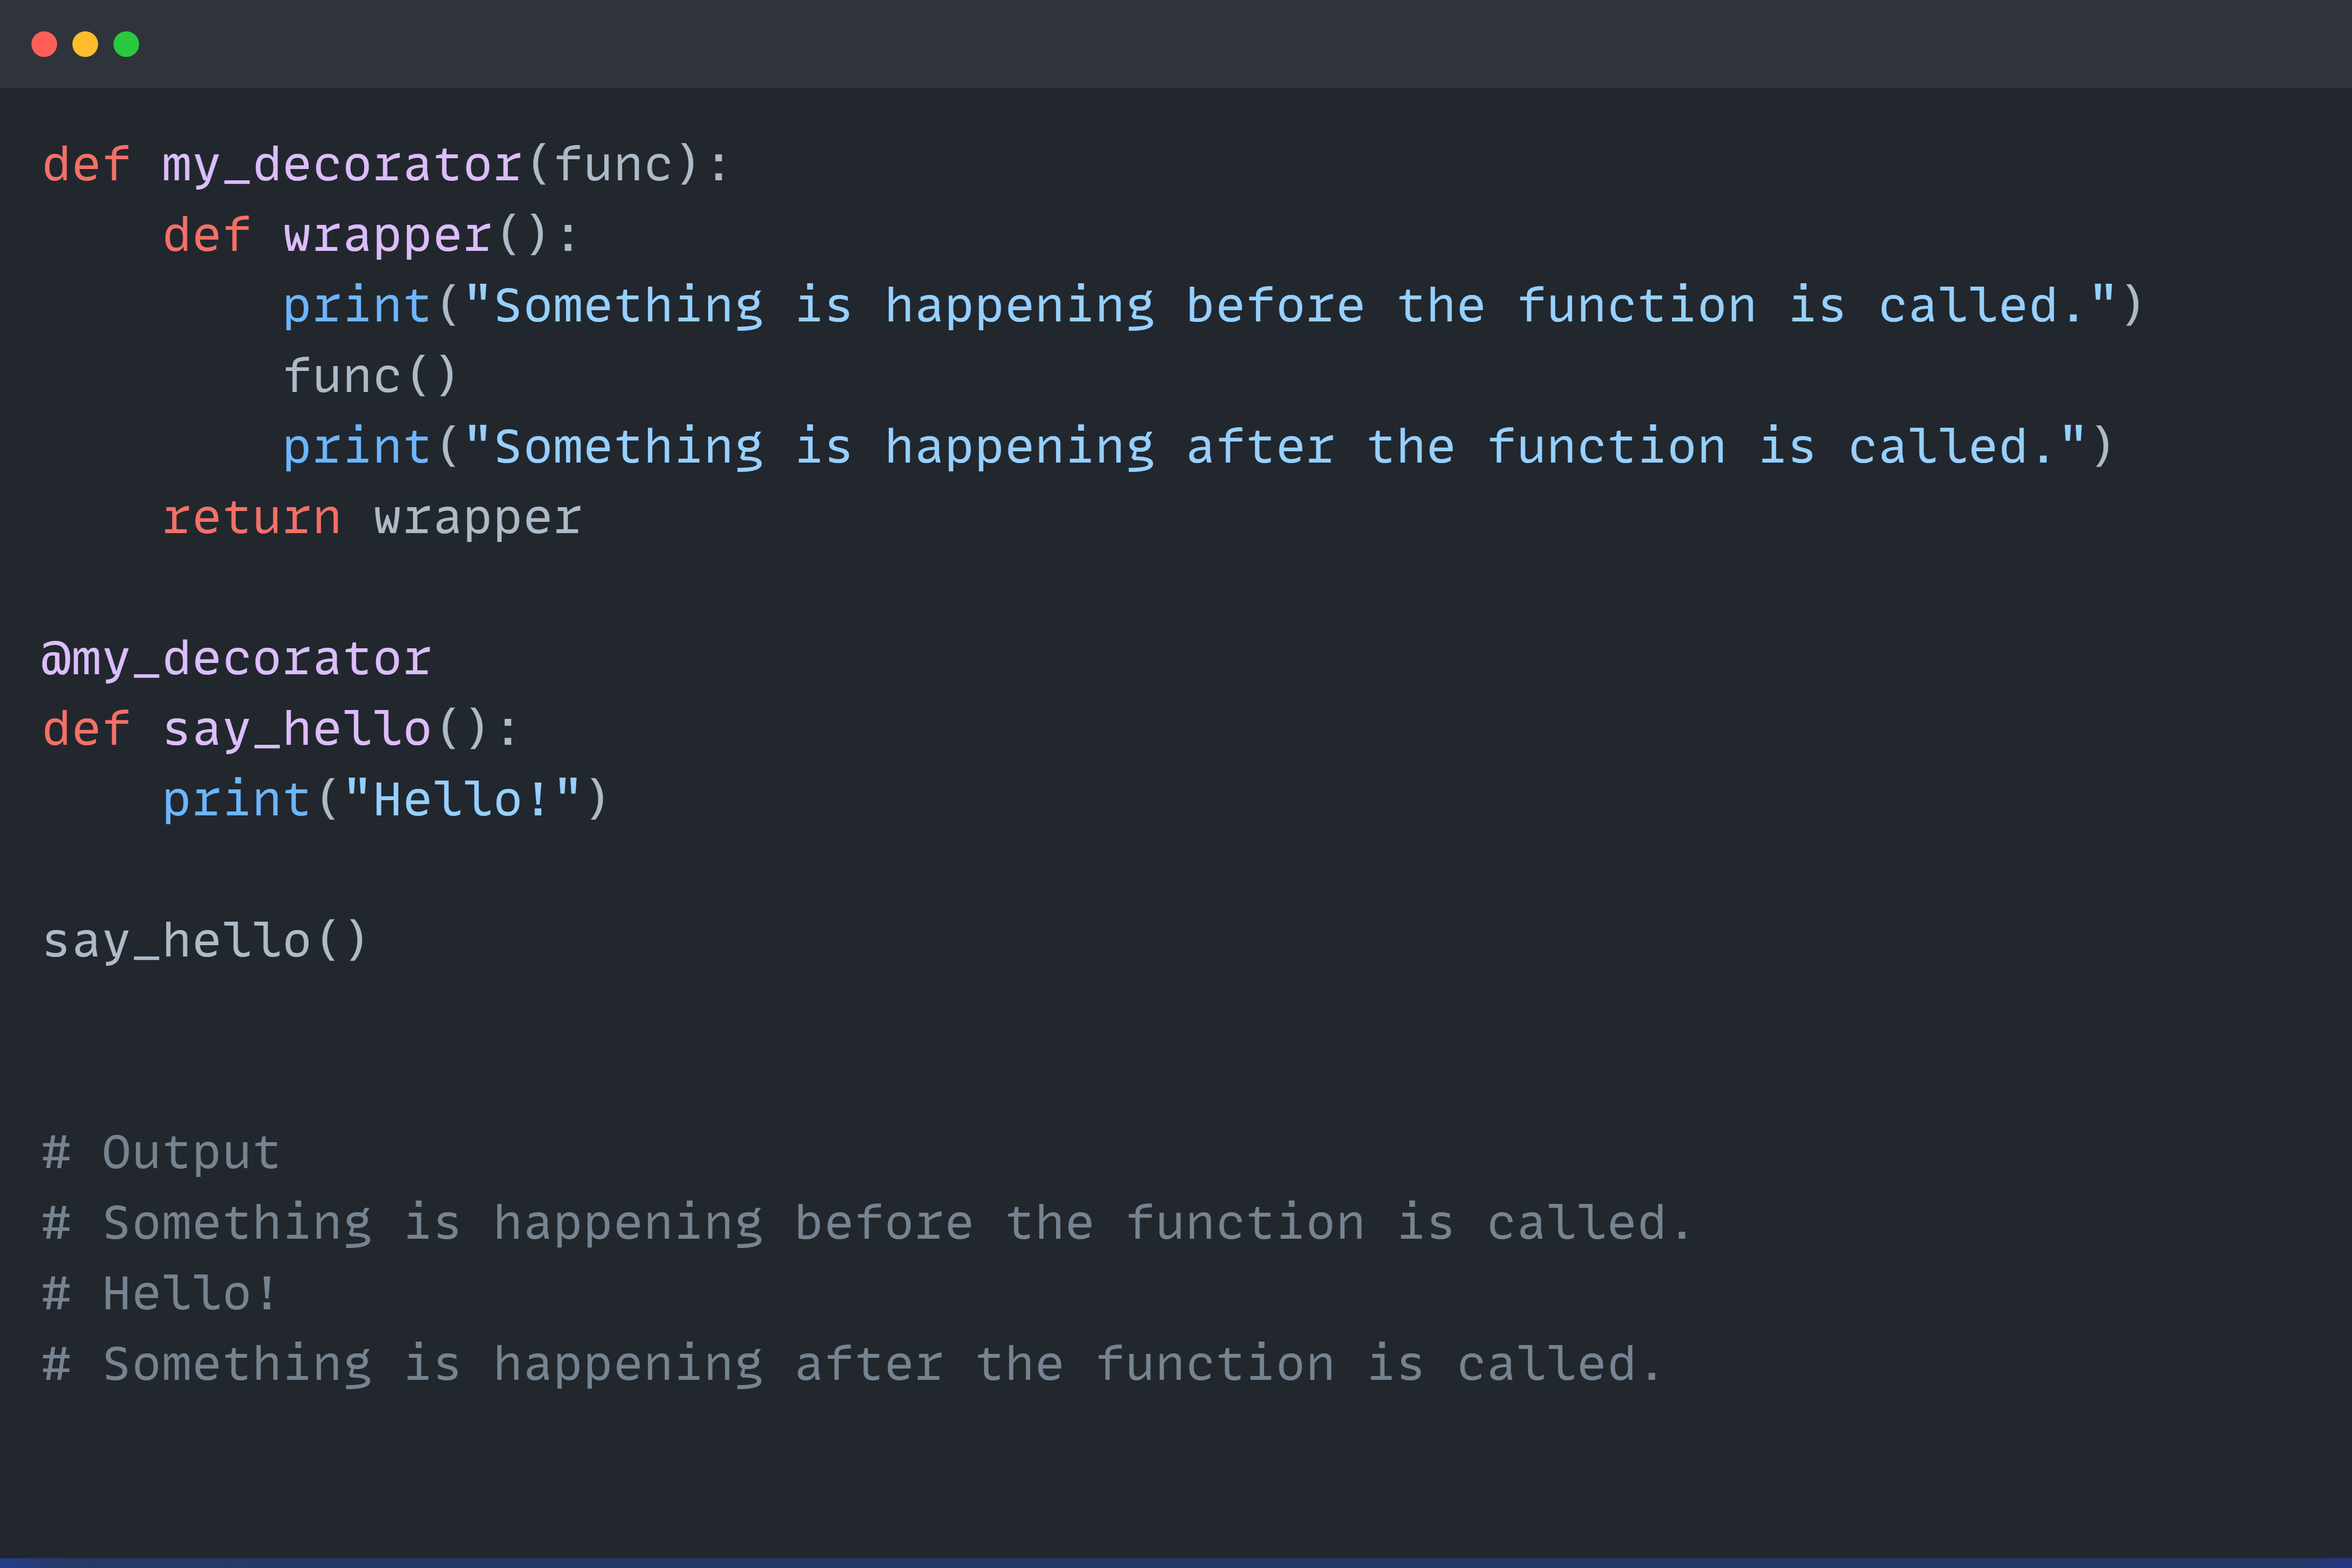 def my_decorator(func):
    def wrapper():
        print("Something is happening before the function is called.")
        func()
        print("Something is happening after the function is called.")
    return wrapper

@my_decorator
def say_hello():
    print("Hello!")

say_hello()

# Output
# Something is happening before the function is called.
# Hello!
# Something is happening after the function is called.